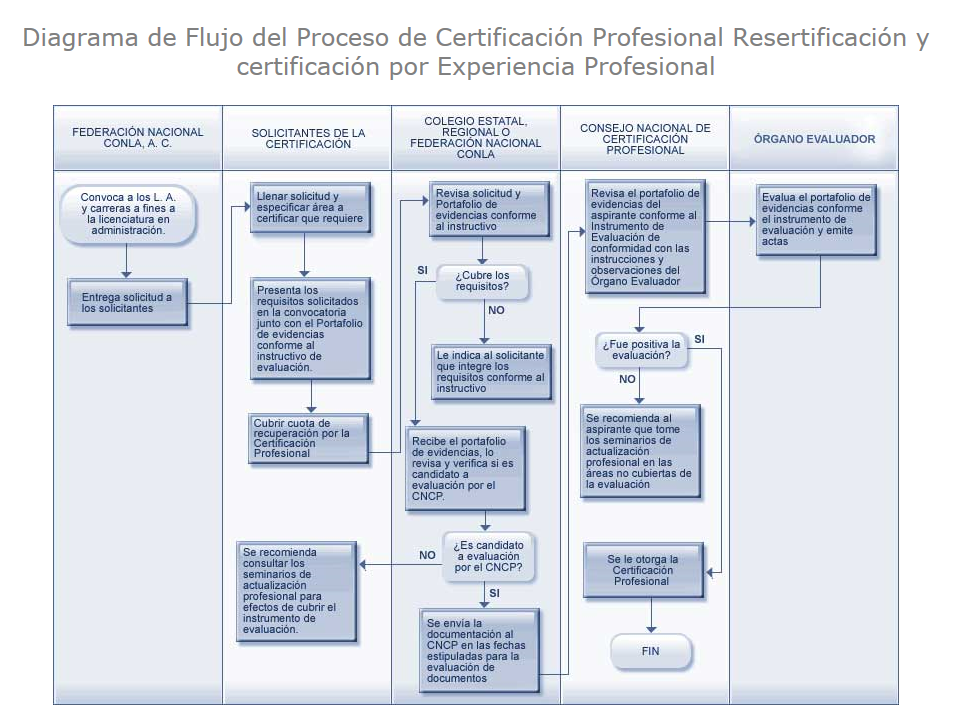 Diagrama de Flujo del Proceso de Certificación Profesional Resertificación y
certificación por Experiencia Profesional
FEDERACIÓN NACIONAL
CONLA, A. C.
SOLICITANTES DE LA
CERTIFICACIÓN
COLEGIO ESTATAL,
REGIONAL O
FEDERACIÓN NACIONAL
CONLA
CONSEJO NACIONAL DE
CERTIFICACIÓN
PROFESIONAL
ÓRGANO EVALUADOR
Convoca a los L. A.
y carreras a fines a
la licenciatura en
administración.
Entrega solicitud a
los solicitantes
Llenar solicitud y
especificar área a
certificar que requiere
Presenta los
requisitos solicitados
en la convocatoria
junto con el Portafolio
de evidencias
conforme al
instructivo de
evaluación.
Cubrir cuota de
recuperación por la
Certificación
Profesional
Se recomienda
consultar los
seminarios de
actualización
profesional para
efectos de cubrir el
instrumento de
evaluación.
Revisa solicitud y
Portafolio de
evidencias conforme
al instructivo
SI
¿Cubre los
requisitos?
NO
Le indica al solicitante
que integre los
requisitos conforme al
instructivo
Recibe el portafolio
de evidencias, lo
revisa y verifica si es
candidato a
evaluación por el
CNCP.
NO
¿Es candidato
a evaluación
por el CNCP?
SI
Se envía la
documentación al
CNCP en las fechas
estipuladas para la
evaluación de
documentos
Revisa el portafolio de
evidencias del
aspirante conforme al
Instrumento de
Evaluación de
conformidad con las
instrucciones y
observaciones del
Órgano Evaluador
¿Fue positiva la
evaluación?
SI
NO
Se recomienda al
aspirante que tome
los seminarios de
actualización
profesional en las
áreas no cubiertas de
la evaluación
Se le otorga la
Certificación
Profesional
FIN
Evalua el portafolio de
evidencias conforme
el instrumento de
evaluación y emite
actas